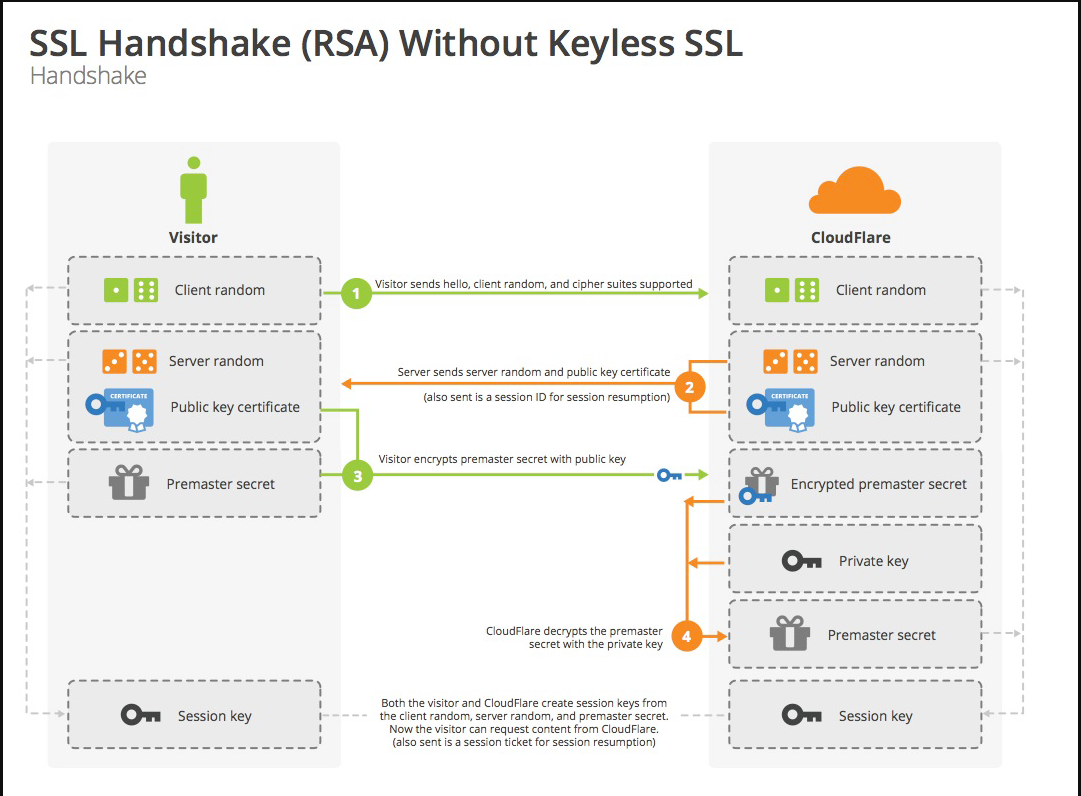 SSL Handshake (RSA) Without Keyless SSL
Handshake
Visitor
CloudFlare
Client random
1
Visitor sends hello, client random, and cipher suites supported
Client random
Server random
Server sends server random and public key certificate
2
Server random
CERTIFICATE
Public key certificate
(also sent is a session ID for session resumption)
CERTIFICATE
Public key certificate
Premaster secret
3
Visitor encrypts premaster secret with public key
Encrypted premaster secret
Private key
CloudFlare decrypts the premaster
secret with the private key
4
Premaster secret
Session key
Both the visitor and CloudFlare create session keys from
the client random, server random, and premaster secret.
Now the visitor can request content from CloudFlare.
(also sent is a session ticket for session resumption)
Session key